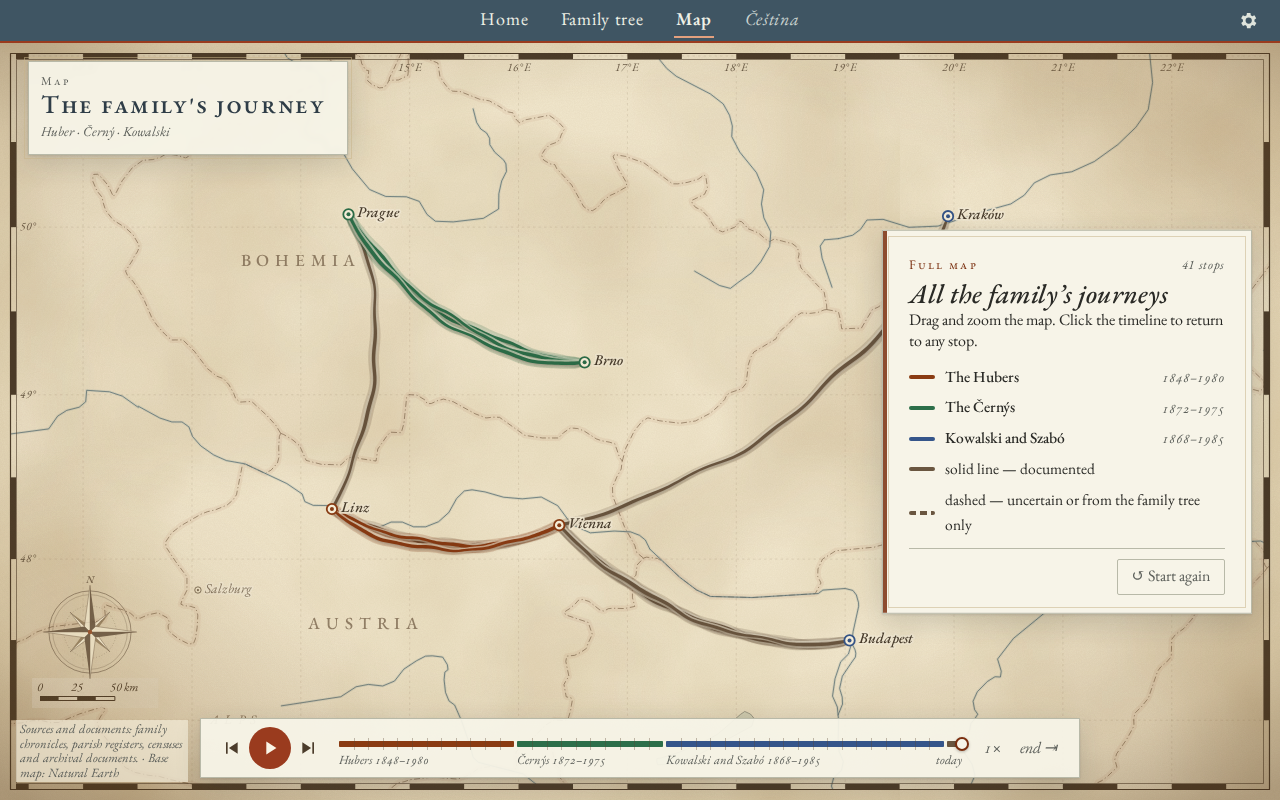 Home Family tree Map Čeština
15°E 16°E 17°E 18°E 19°E 20°E 21°E 22°E
Map
The family's journey
Huber · Černý · Kowalski
50°
49°
48°
Prague
Kraków
BOHEMIA
Brno
Linz
Vienna
Salzburg
AUSTRIA
Budapest
Full map 41 stops
All the family’s journeys
Drag and zoom the map. Click the timeline to return
to any stop.
The Hubers 1848–1980
The Černýs 1872–1975
Kowalski and Szabó 1868–1985
solid line — documented
dashed — uncertain or from the family tree
only
↺ Start again
N
0 25 50 km
Sources and documents: family
chronicles, parish registers, censuses
and archival documents. · Base
map: Natural Earth
Hubers 1848–1980 Černýs 1872–1975 Kowalski and Szabó 1868–1985 today
1× end ⇥